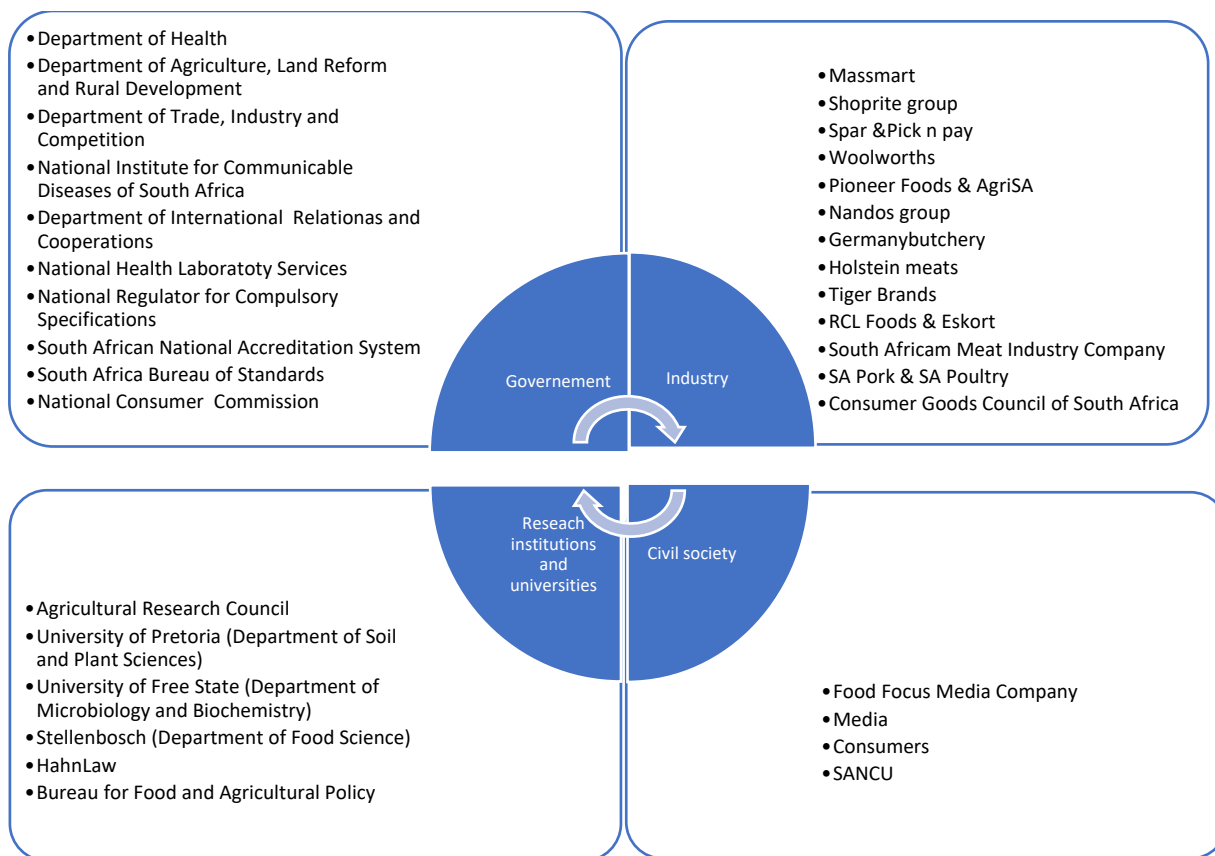 •Department of Health
•Department of Agriculture, Land Reform
and Rural Development
•Department of Trade, Industry and
Competition
•National Institute for Communicable
Diseases of South Africa
•Department of International  Relationas and
Cooperations
•National Health Laboratoty Services
•National Regulator for Compulsory
Specifications
•South African National Accreditation System
•South Africa Bureau of Standards
•National Consumer  Commission
•Massmart
•Shoprite group
•Spar &Pick n pay
•Woolworths
•Pioneer Foods & AgriSA
•Nandos group
•Germanybutchery
•Holstein meats
•Tiger Brands
•RCL Foods & Eskort
•South Africam Meat Industry Company
•SA Pork & SA Poultry
•Consumer Goods Council of South Africa
Governement
Industry
Reseach
institutions
and
universities
Civil society
•Agricultural Research Council
•University of Pretoria (Department of Soil
and Plant Sciences)
•University of Free State (Department of
Microbiology and Biochemistry)
•Stellenbosch (Department of Food Science)
•HahnLaw
•Bureau for Food and Agricultural Policy
•Food Focus Media Company
•Media
•Consumers
•SANCU